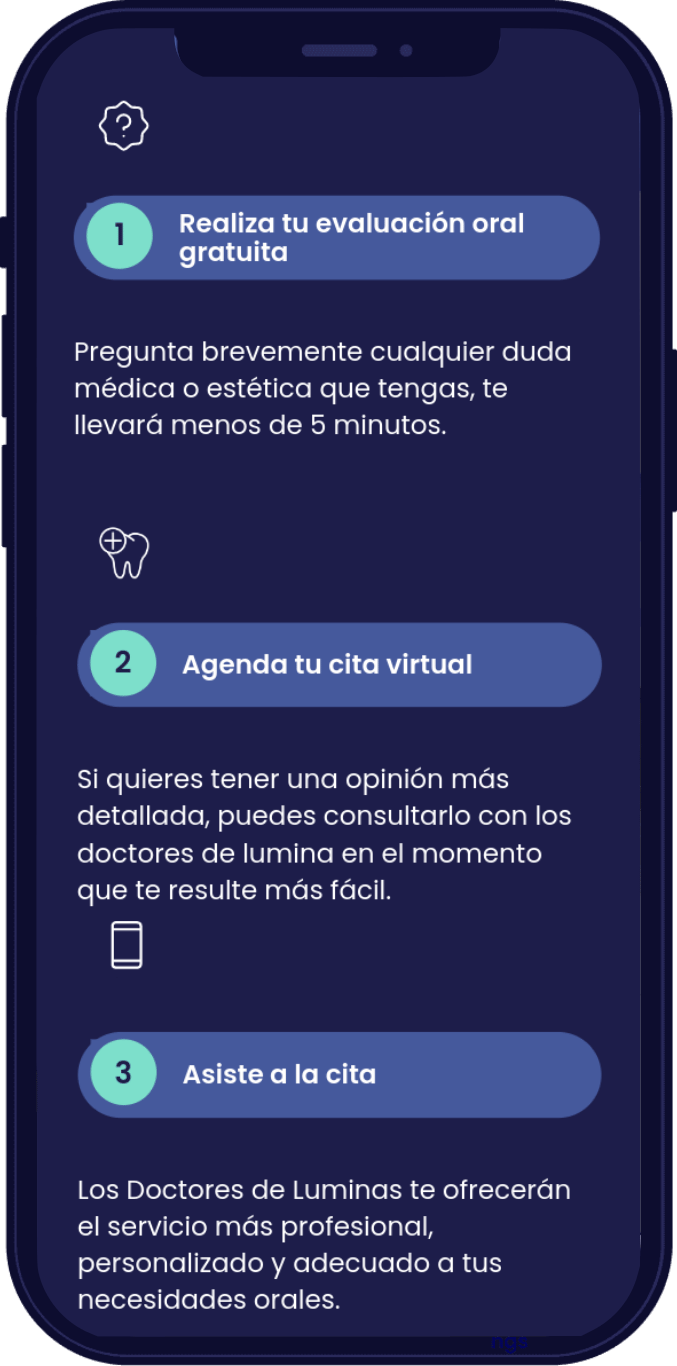 ?
1
Realiza tu evaluación oral
gratuita
Pregunta brevemente cualquier duda
médica o estética que tengas, te
llevará menos de 5 minutos.
2
Agenda tu cita virtual
Si quieres tener una opinión más
detallada, puedes consultarlo con los
doctores de lumina en el momento
que te resulte más fácil.
3
Asiste a la cita
Los Doctores de Luminas te ofrecerán
el servicio más profesional,
personalizado y adecuado a tus
necesidades orales.
ngs